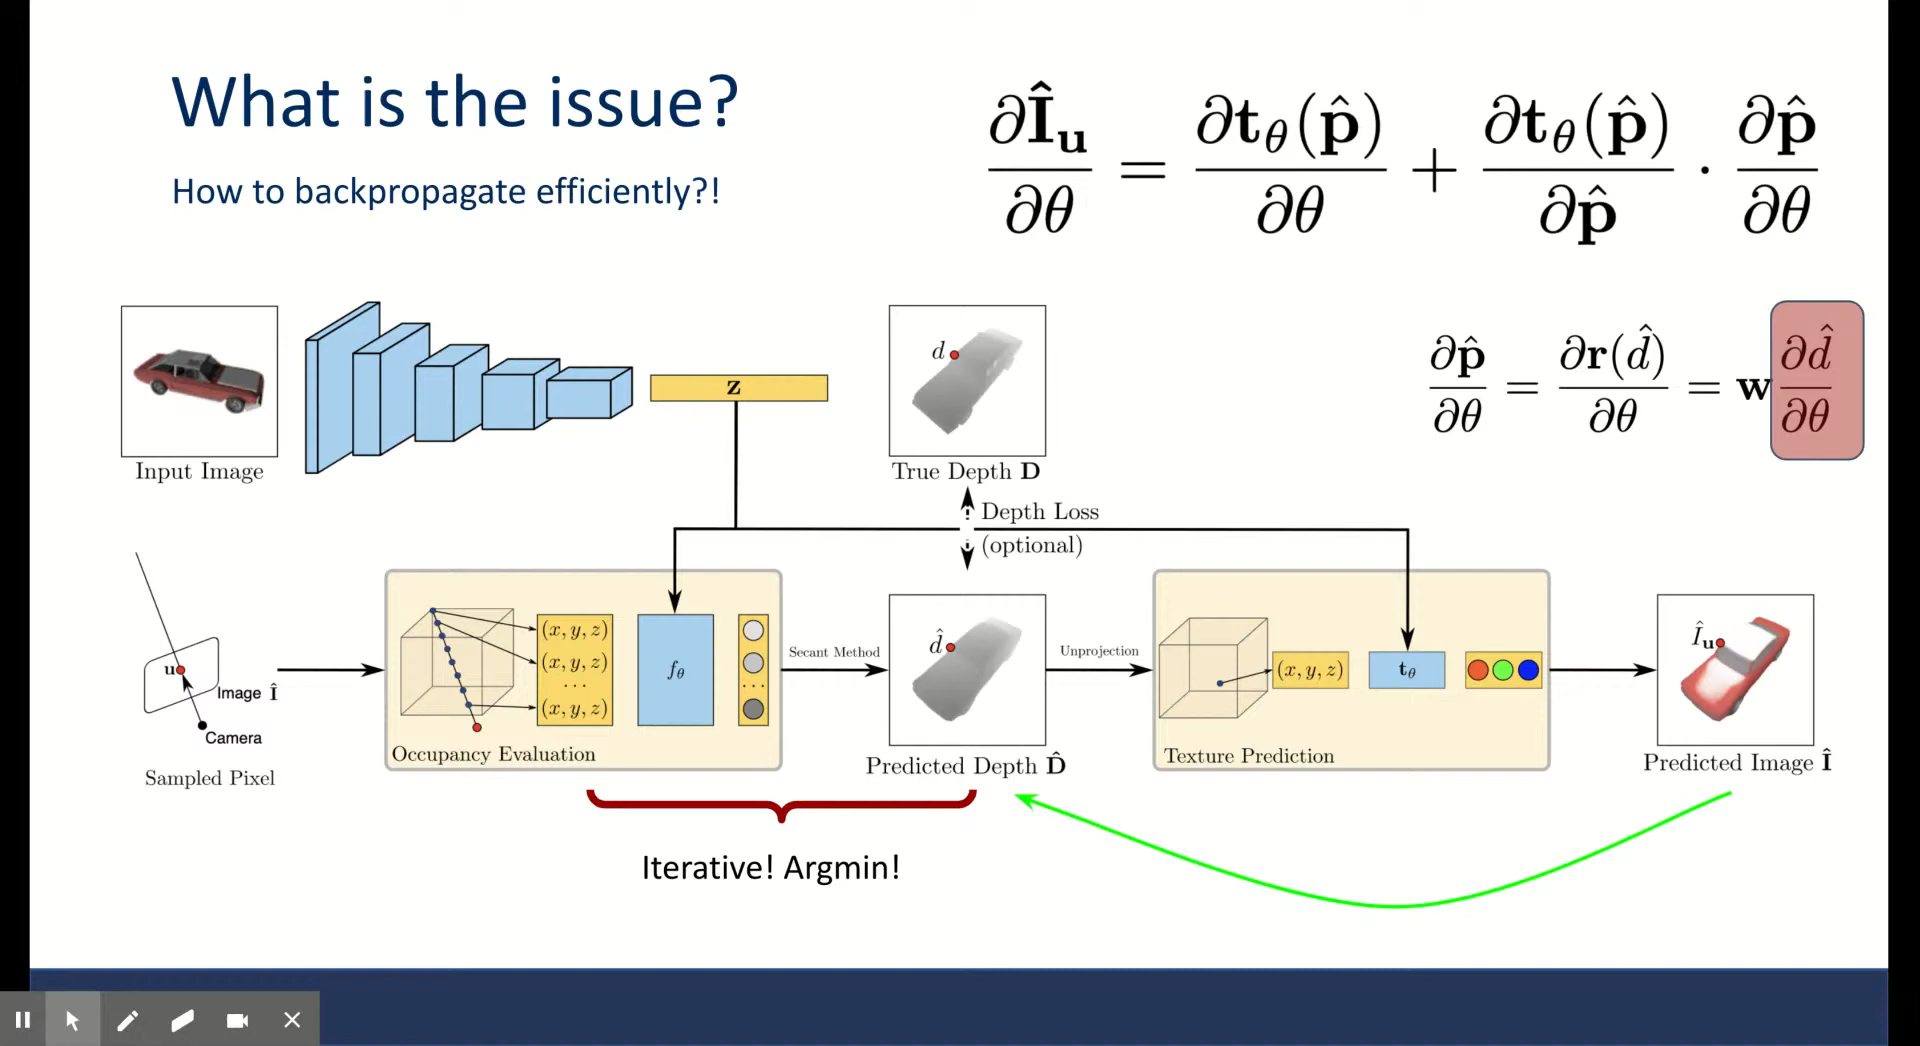 What is the issue?
How to backpropagate efficiently?!
∂Î_u/∂θ = ∂t_θ(p̂)/∂θ + ∂t_θ(p̂)/∂p̂ · ∂p̂/∂θ
∂p̂/∂θ = ∂r(d̂)/∂θ = w ∂d̂/∂θ
Input Image
z
d
True Depth D
Depth Loss
(optional)
u
Image Î
Camera
Sampled Pixel
(x, y, z)
(x, y, z)
...
(x, y, z)
f_θ
...
Occupancy Evaluation
Secant Method
d̂
Predicted Depth D̂
Unprojection
(x, y, z)
t_θ
Texture Prediction
Î_u
Predicted Image Î
Iterative! Argmin!